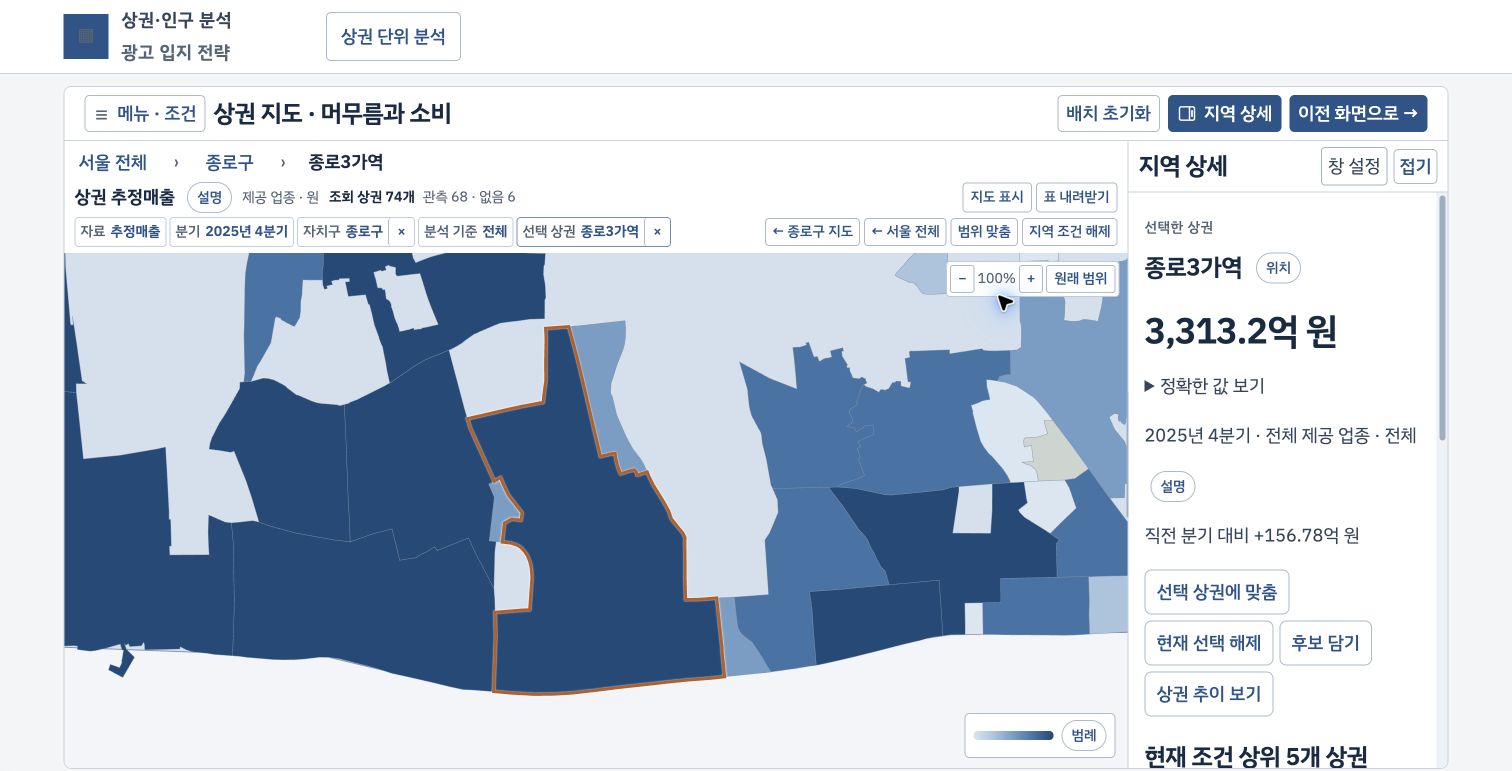 상권·인구 분석
광고 입지 전략
상권 단위 분석
≡ 메뉴 · 조건
상권 지도 · 머무름과 소비
배치 초기화
지역 상세
이전 화면으로 →
서울 전체 › 종로구 › 종로3가역
상권 추정매출 설명 제공 업종 · 원 조회 상권 74개 관측 68 · 없음 6
지도 표시 표 내려받기
자료 추정매출 분기 2025년 4분기 자치구 종로구 × 분석 기준 전체 선택 상권 종로3가역 ×
← 종로구 지도 ← 서울 전체 범위 맞춤 지역 조건 해제
− 100% + 원래 범위
범례
지역 상세 창 설정 접기
선택한 상권
종로3가역 위치
3,313.2억 원
▶ 정확한 값 보기
2025년 4분기 · 전체 제공 업종 · 전체
설명
직전 분기 대비 +156.78억 원
선택 상권에 맞춤
현재 선택 해제 후보 담기
상권 추이 보기
현재 조건 상위 5개 상권